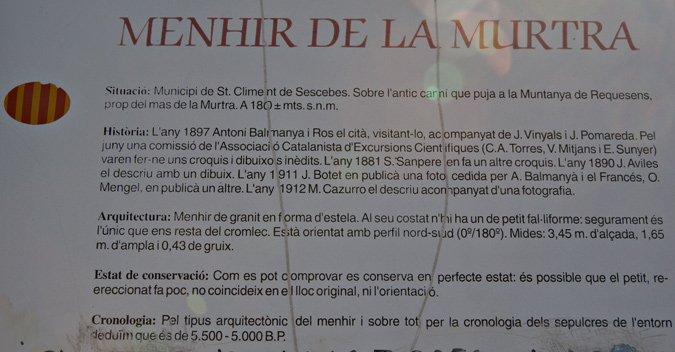 MENHIR DE LA MURTRA
Situació: Municipi de St. Climent de Sescebes. Sobre l'antic camí que puja a la Muntanya de Requesens,
prop del mas de la Murtra. A 180 ± mts. s.n.m.
Història: L'any 1897 Antoni Balmanya i Ros el cità, visitant-lo, acompanyat de J. Vinyals i J. Pomareda. Pel
juny una comissió de l'Associació Catalanista d'Excursions Científiques (C.A. Torres, V. Mitjans i E. Sunyer)
varen fer-ne uns croquis i dibuixos inèdits. L'any 1881 S. Sanpere en fa un altre croquis. L'any 1890 J. Aviles
el descriu amb un dibuix. L'any 1911 J. Botet en publicà una foto cedida per A. Balmanyà i el Francés, O.
Mengel, en publicà un altre. L'any 1912 M. Cazurro el descriu acompanyat d'una fotografia.
Arquitectura: Menhir de granit en forma d'estela. Al seu costat n'hi ha un de petit fal·liforme: segurament és
l'únic que ens resta del cromlec. Està orientat amb perfil nord-sud (0º/180º). Mides: 3,45 m. d'alçada, 1,65
m. d'ampla i 0,43 de gruix.
Estat de conservació: Com es pot comprovar es conserva en perfecte estat: és possible que el petit, re-
ereccionat fa poc, no coincideix en el lloc original, ni l'orientació.
Cronologia: Pel tipus arquitectònic del menhir i sobre tot, per la cronologia dels sepulcres de l'entorn
deduïm que és de 5.500 - 5.000 B.P.